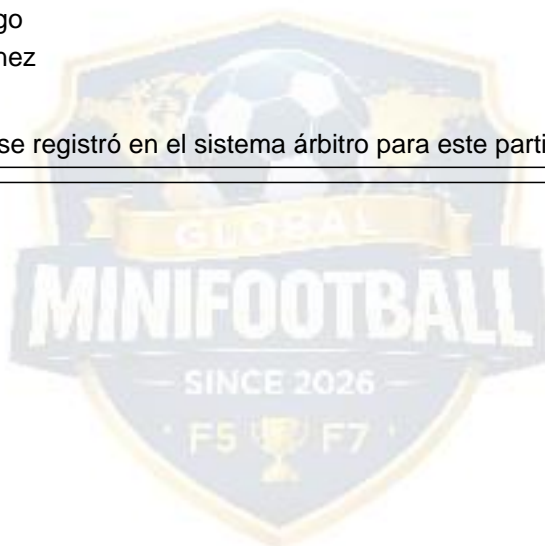 go
nez
se registró en el sistema árbitro para este parti
GLOBAL
MINIFOOTBALL
SINCE 2026
F5 F7